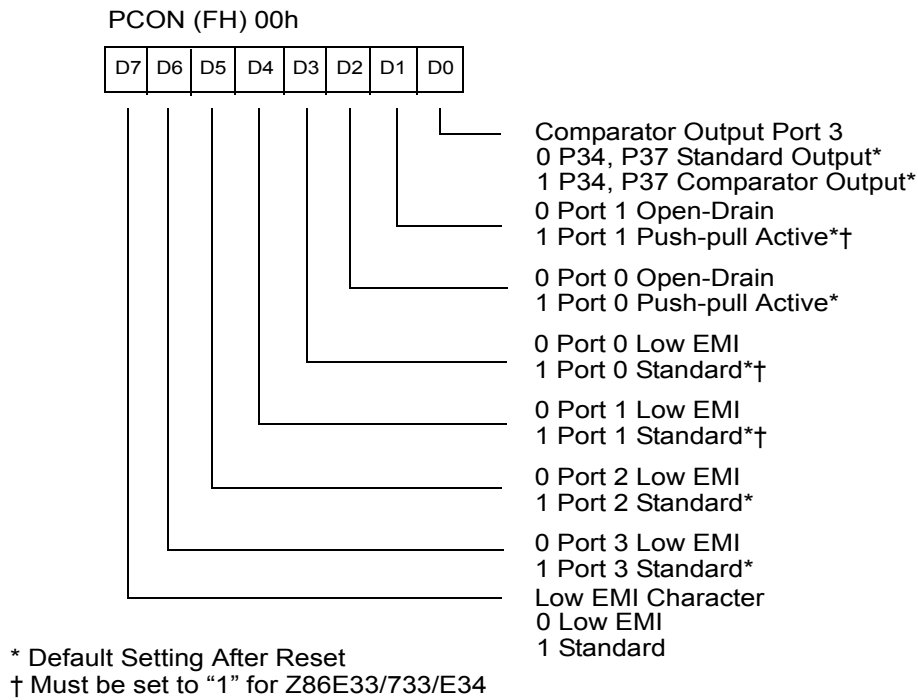 PCON (FH) 00h
D7 D6 D5 D4 D3 D2 D1 D0
Comparator Output Port 3
0 P34, P37 Standard Output*
1 P34, P37 Comparator Output*
0 Port 1 Open-Drain
1 Port 1 Push-pull Active*†
0 Port 0 Open-Drain
1 Port 0 Push-pull Active*
0 Port 0 Low EMI
1 Port 0 Standard*†
0 Port 1 Low EMI
1 Port 1 Standard*†
0 Port 2 Low EMI
1 Port 2 Standard*
0 Port 3 Low EMI
1 Port 3 Standard*
Low EMI Character
0 Low EMI
1 Standard
* Default Setting After Reset
† Must be set to “1” for Z86E33/733/E34